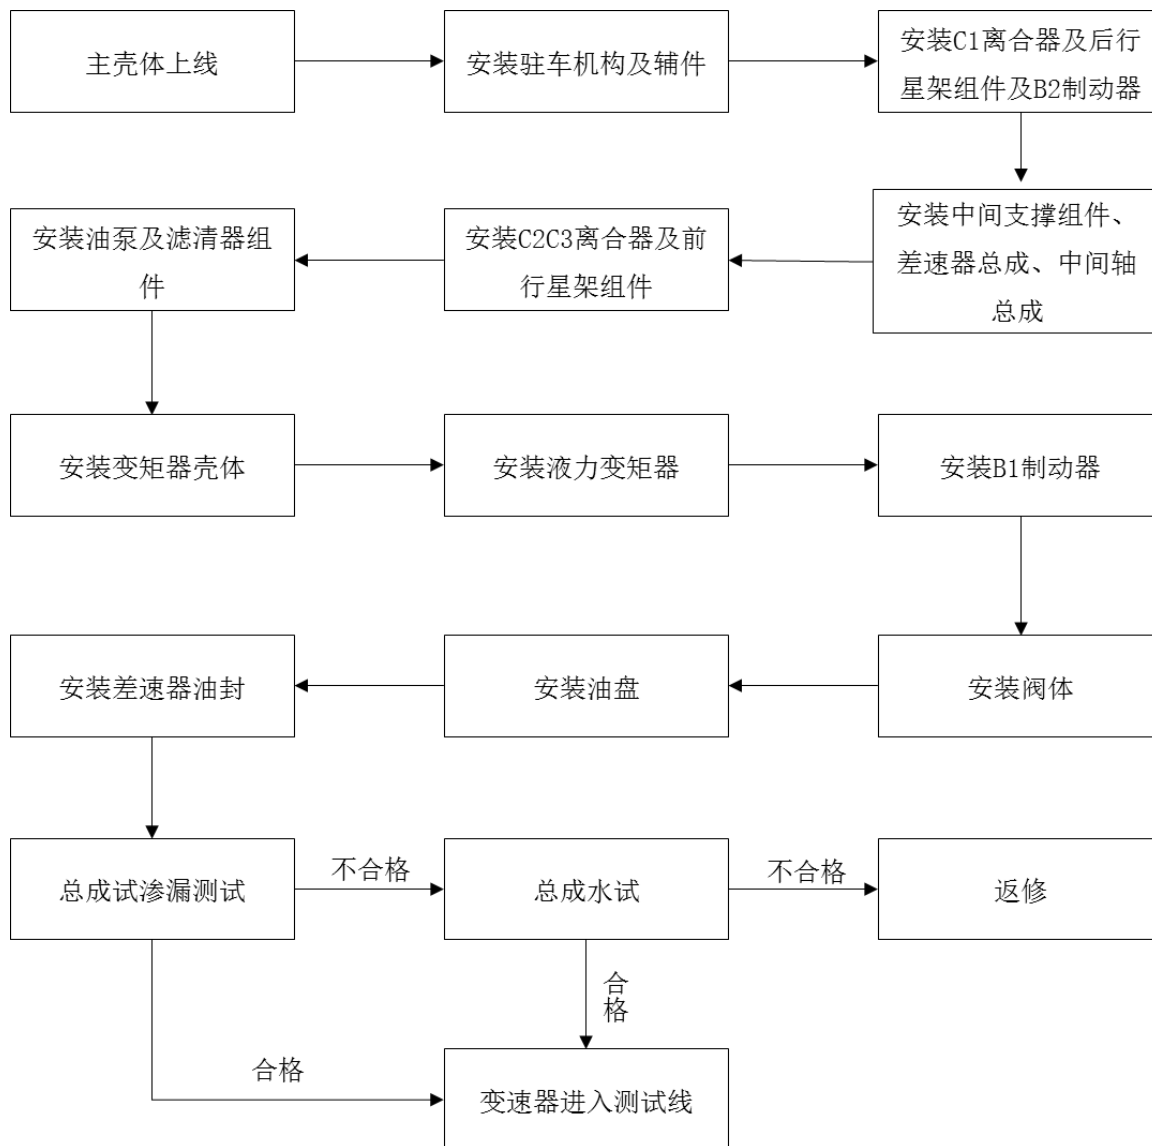 主壳体上线
安装驻车机构及辅件
安装C1离合器及后行
星架组件及B2制动器
安装中间支撑组件、
差速器总成、中间轴
总成
安装C2C3离合器及前
行星架组件
安装油泵及滤清器组
件
安装变矩器壳体
安装液力变矩器
安装B1制动器
安装阀体
安装油盘
安装差速器油封
总成试渗漏测试
不合格
总成水试
不合格
返修
合
格
合格
变速器进入测试线